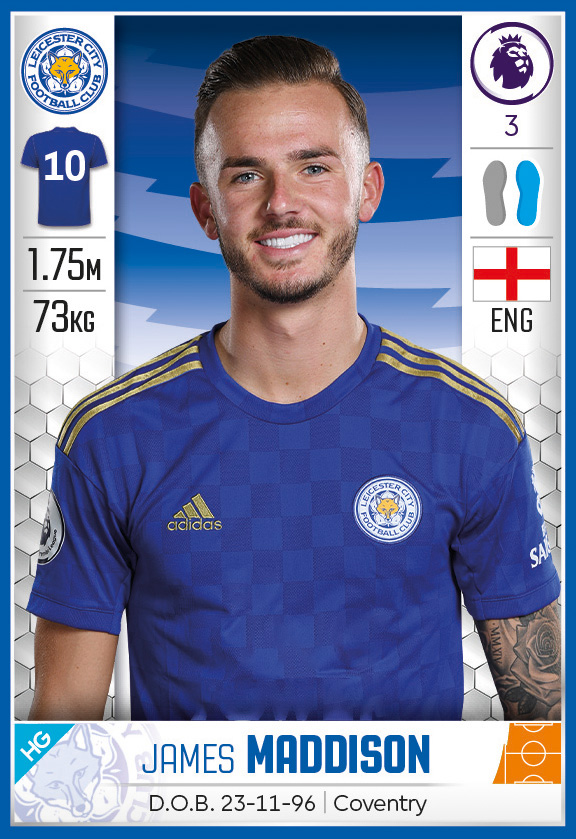 LEICESTER CITY
FOOTBALL CLUB
10
1.75M
73KG
3
ENG
adidas
LEICESTER CITY
FOOTBALL CLUB
HG
JAMES MADDISON
D.O.B. 23-11-96 | Coventry